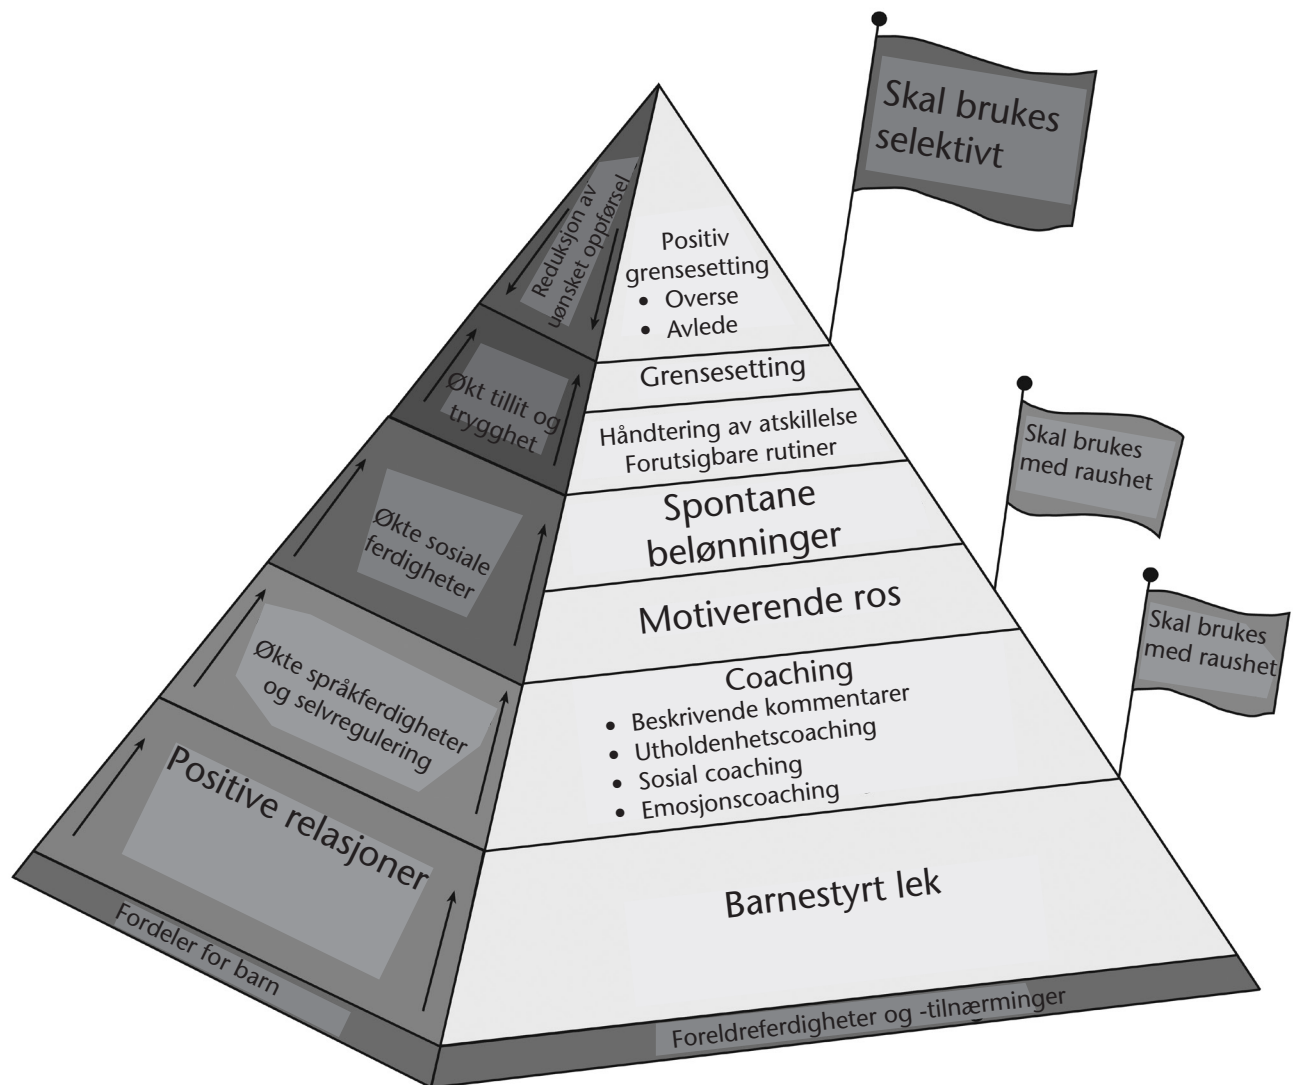 Skal brukes
selektivt
Reduksjon av
uønsket oppførsel
Positiv
grensesetting
• Overse
• Avlede
Grensesetting
Økt tillit og
trygghet
Håndtering av atskillelse
Forutsigbare rutiner
Skal brukes
med raushet
Spontane
belønninger
Økte sosiale
ferdigheter
Motiverende ros
Skal brukes
med raushet
Økte språkferdigheter
og selvregulering
Coaching
• Beskrivende kommentarer
• Utholdenhetscoaching
• Sosial coaching
• Emosjonscoaching
Positive relasjoner
Barnestyrt lek
Fordeler for barn
Foreldreferdigheter og -tilnærminger